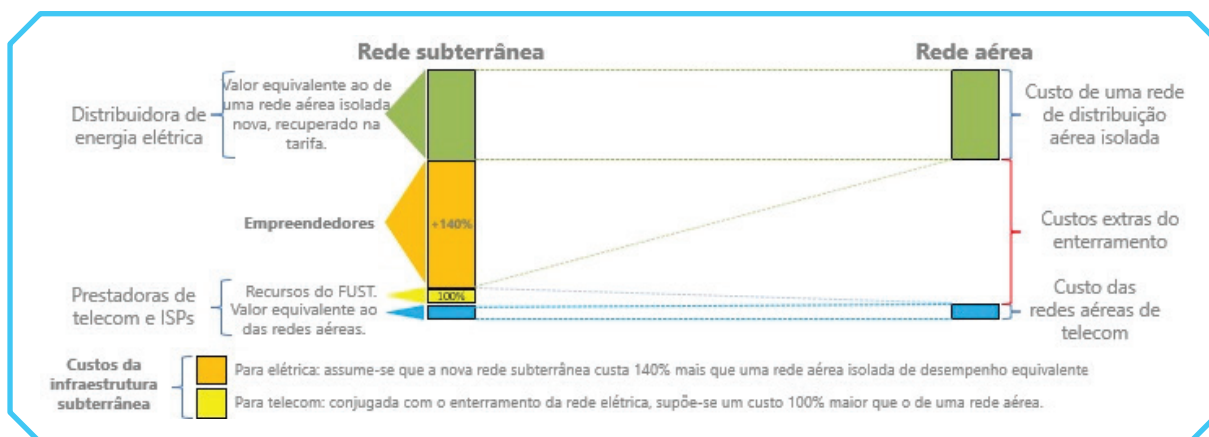 Rede subterrânea
Rede aérea
Distribuidora de
energia elétrica
Valor equivalente ao de
uma rede aérea isolada
nova, recuperado na
tarifa.
Custo de uma rede
de distribuição
aérea isolada
Empreendedores
+140%
Custos extras do
enterramento
Prestadoras de
telecom e ISPs
Recursos do FUST.
Valor equivalente ao
das redes aéreas.
100%
Custo das
redes aéreas de
telecom
Custos da
infraestrutura
subterrânea
Para elétrica: assume-se que a nova rede subterrânea custa 140% mais que uma rede aérea isolada de desempenho equivalente
Para telecom: conjugada com o enterramento da rede elétrica, supõe-se um custo 100% maior que o de uma rede aérea.